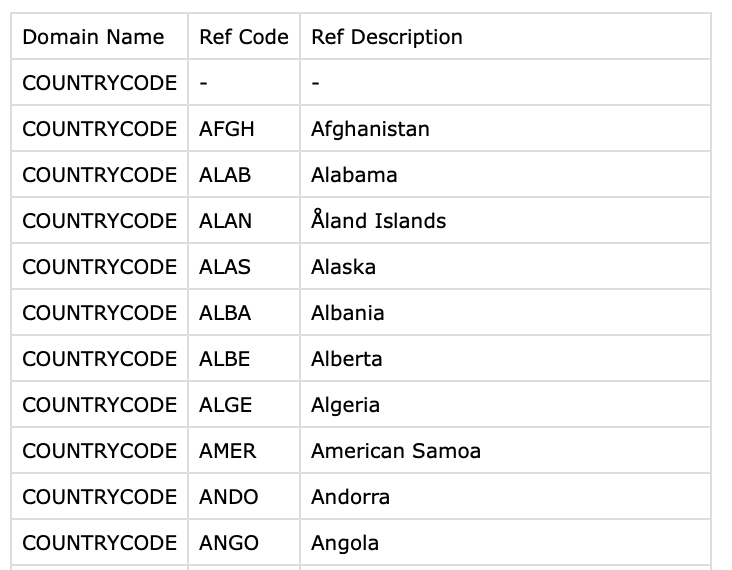 Domain Name Ref Code Ref Description
COUNTRYCODE - -
COUNTRYCODE AFGH Afghanistan
COUNTRYCODE ALAB Alabama
COUNTRYCODE ALAN Åland Islands
COUNTRYCODE ALAS Alaska
COUNTRYCODE ALBA Albania
COUNTRYCODE ALBE Alberta
COUNTRYCODE ALGE Algeria
COUNTRYCODE AMER American Samoa
COUNTRYCODE ANDO Andorra
COUNTRYCODE ANGO Angola